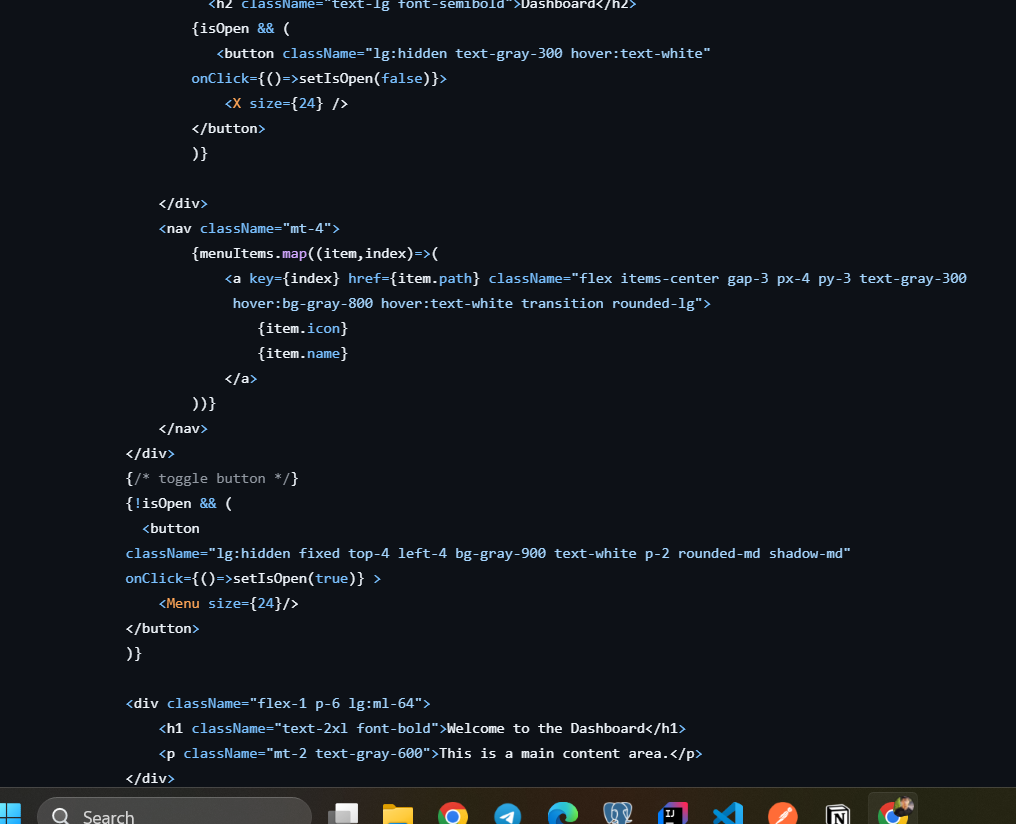 <h2 className="text-lg font-semibold">Dashboard</h2>
{isOpen && (
<button className="lg:hidden text-gray-300 hover:text-white"
onClick={()=>setIsOpen(false)}>
<X size={24} />
</button>
)}
</div>
<nav className="mt-4">
{menuItems.map((item,index)=>(
<a key={index} href={item.path} className="flex items-center gap-3 px-4 py-3 text-gray-300
hover:bg-gray-800 hover:text-white transition rounded-lg">
{item.icon}
{item.name}
</a>
))}
</nav>
</div>
{/* toggle button */}
{!isOpen && (
<button
className="lg:hidden fixed top-4 left-4 bg-gray-900 text-white p-2 rounded-md shadow-md"
onClick={()=>setIsOpen(true)} >
<Menu size={24}/>
</button>
)}
<div className="flex-1 p-6 lg:ml-64">
<h1 className="text-2xl font-bold">Welcome to the Dashboard</h1>
<p className="mt-2 text-gray-600">This is a main content area.</p>
</div>
Search